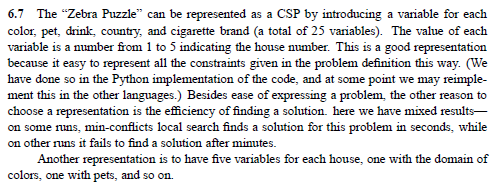 6.7 The “Zebra Puzzle” can be represented as a CSP by introducing a variable for each
color, pet, drink, country, and cigarette brand (a total of 25 variables). The value of each
variable is a number from 1 to 5 indicating the house number. This is a good representation
because it easy to represent all the constraints given in the problem definition this way. (We
have done so in the Python implementation of the code, and at some point we may reimple-
ment this in the other languages.) Besides ease of expressing a problem, the other reason to
choose a representation is the efficiency of finding a solution. here we have mixed results—
on some runs, min-conflicts local search finds a solution for this problem in seconds, while
on other runs it fails to find a solution after minutes.
Another representation is to have five variables for each house, one with the domain of
colors, one with pets, and so on.